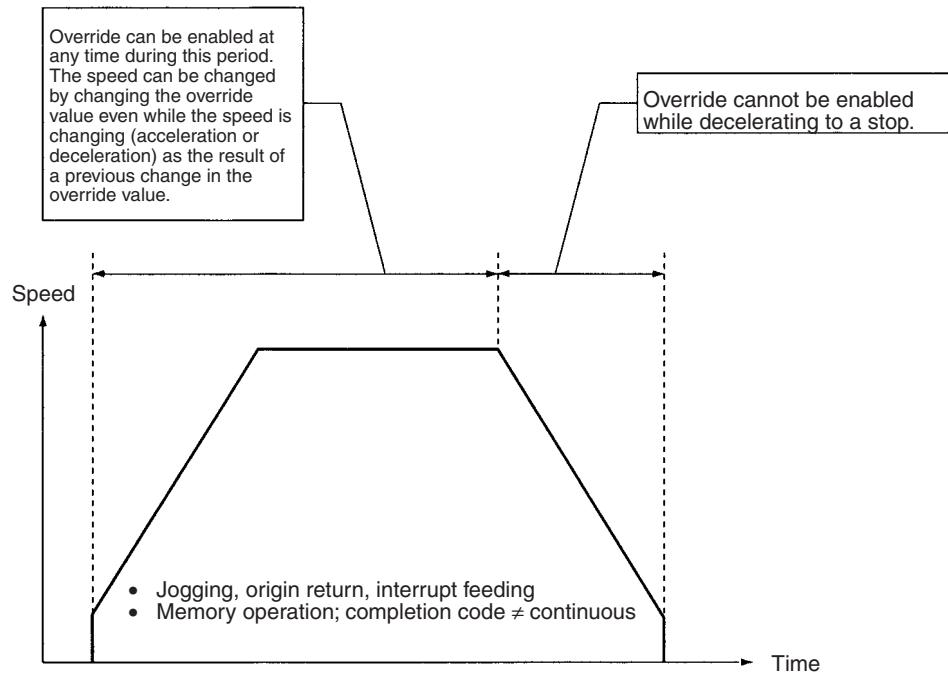 Override can be enabled at
any time during this period.
The speed can be changed
by changing the override
value even while the speed is
changing (acceleration or
deceleration) as the result of
a previous change in the
override value.
Override cannot be enabled
while decelerating to a stop.
Speed
• Jogging, origin return, interrupt feeding
• Memory operation; completion code ≠ continuous
Time